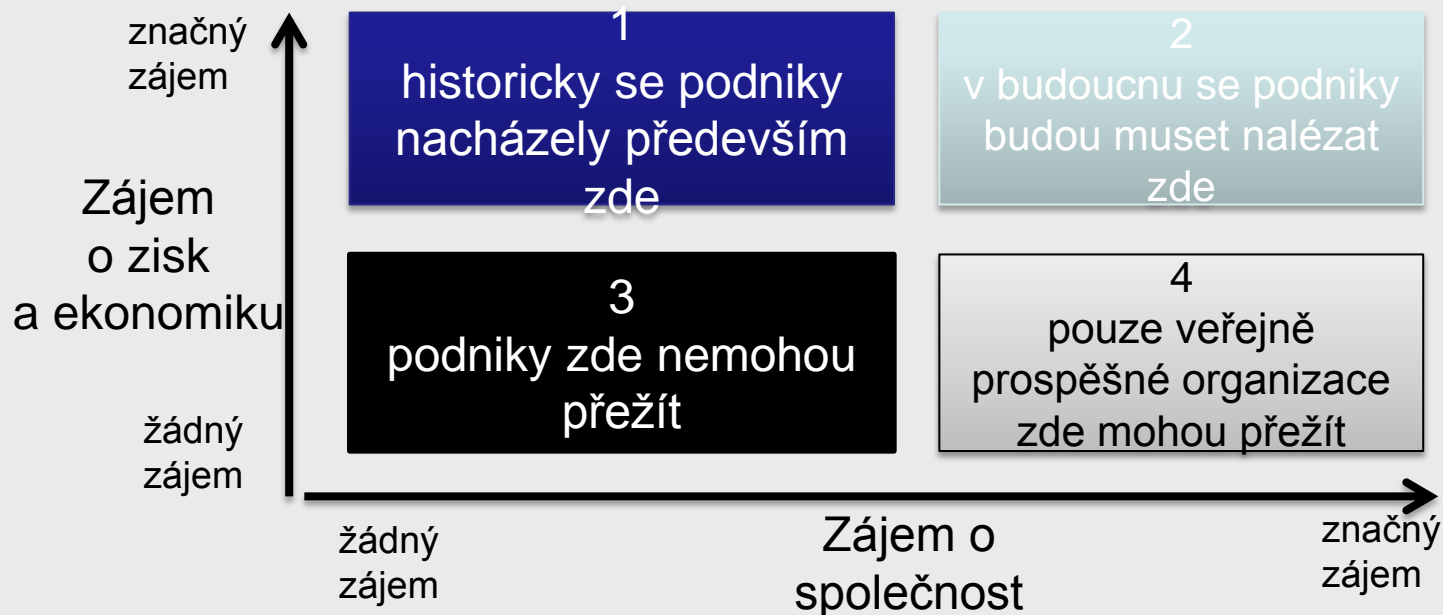 značný
zájem
1
historicky se podniky
nacházely především
zde
2
v budoucnu se podniky
budou muset nalézat
zde
Zájem
o zisk
a ekonomiku
3
podniky zde nemohou
přežít
4
pouze veřejně
prospěšné organizace
zde mohou přežít
žádný
zájem
žádný
zájem
Zájem o
společnost
značný
zájem